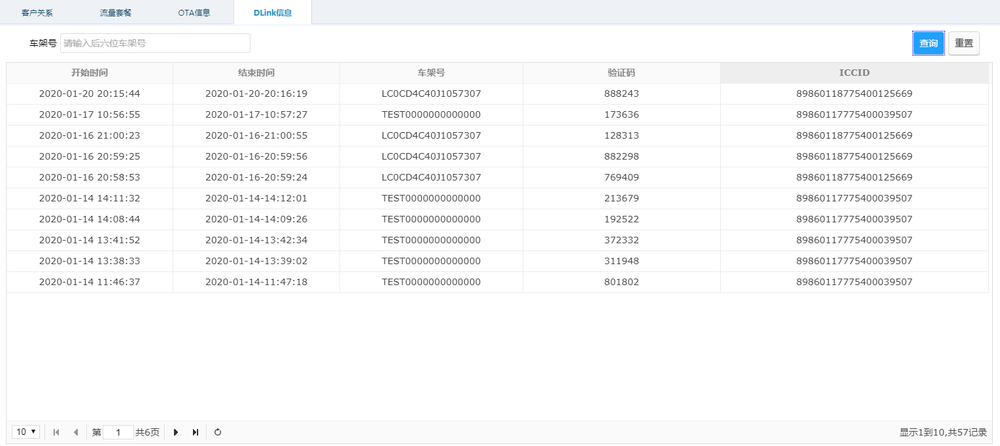 客户关系 流量套餐 OTA信息 DLink信息
车架号 请输入后六位车架号 查询 重置
开始时间 结束时间 车架号 验证码 ICCID
2020-01-20 20:15:44 2020-01-20-20:16:19 LC0CD4C40J1057307 888243 89860118775400125669
2020-01-17 10:56:55 2020-01-17-10:57:27 TEST0000000000000 173636 89860117775400039507
2020-01-16 21:00:23 2020-01-16-21:00:55 LC0CD4C40J1057307 128313 89860118775400125669
2020-01-16 20:59:25 2020-01-16-20:59:56 LC0CD4C40J1057307 882298 89860118775400125669
2020-01-16 20:58:53 2020-01-16-20:59:24 LC0CD4C40J1057307 769409 89860118775400125669
2020-01-14 14:11:32 2020-01-14-14:12:01 TEST0000000000000 213679 89860117775400039507
2020-01-14 14:08:44 2020-01-14-14:09:26 TEST0000000000000 192522 89860117775400039507
2020-01-14 13:41:52 2020-01-14-13:42:34 TEST0000000000000 372332 89860117775400039507
2020-01-14 13:38:33 2020-01-14-13:39:02 TEST0000000000000 311948 89860117775400039507
2020-01-14 11:46:37 2020-01-14-11:47:18 TEST0000000000000 801802 89860117775400039507
10 第 1 共6页 显示1到10,共57记录